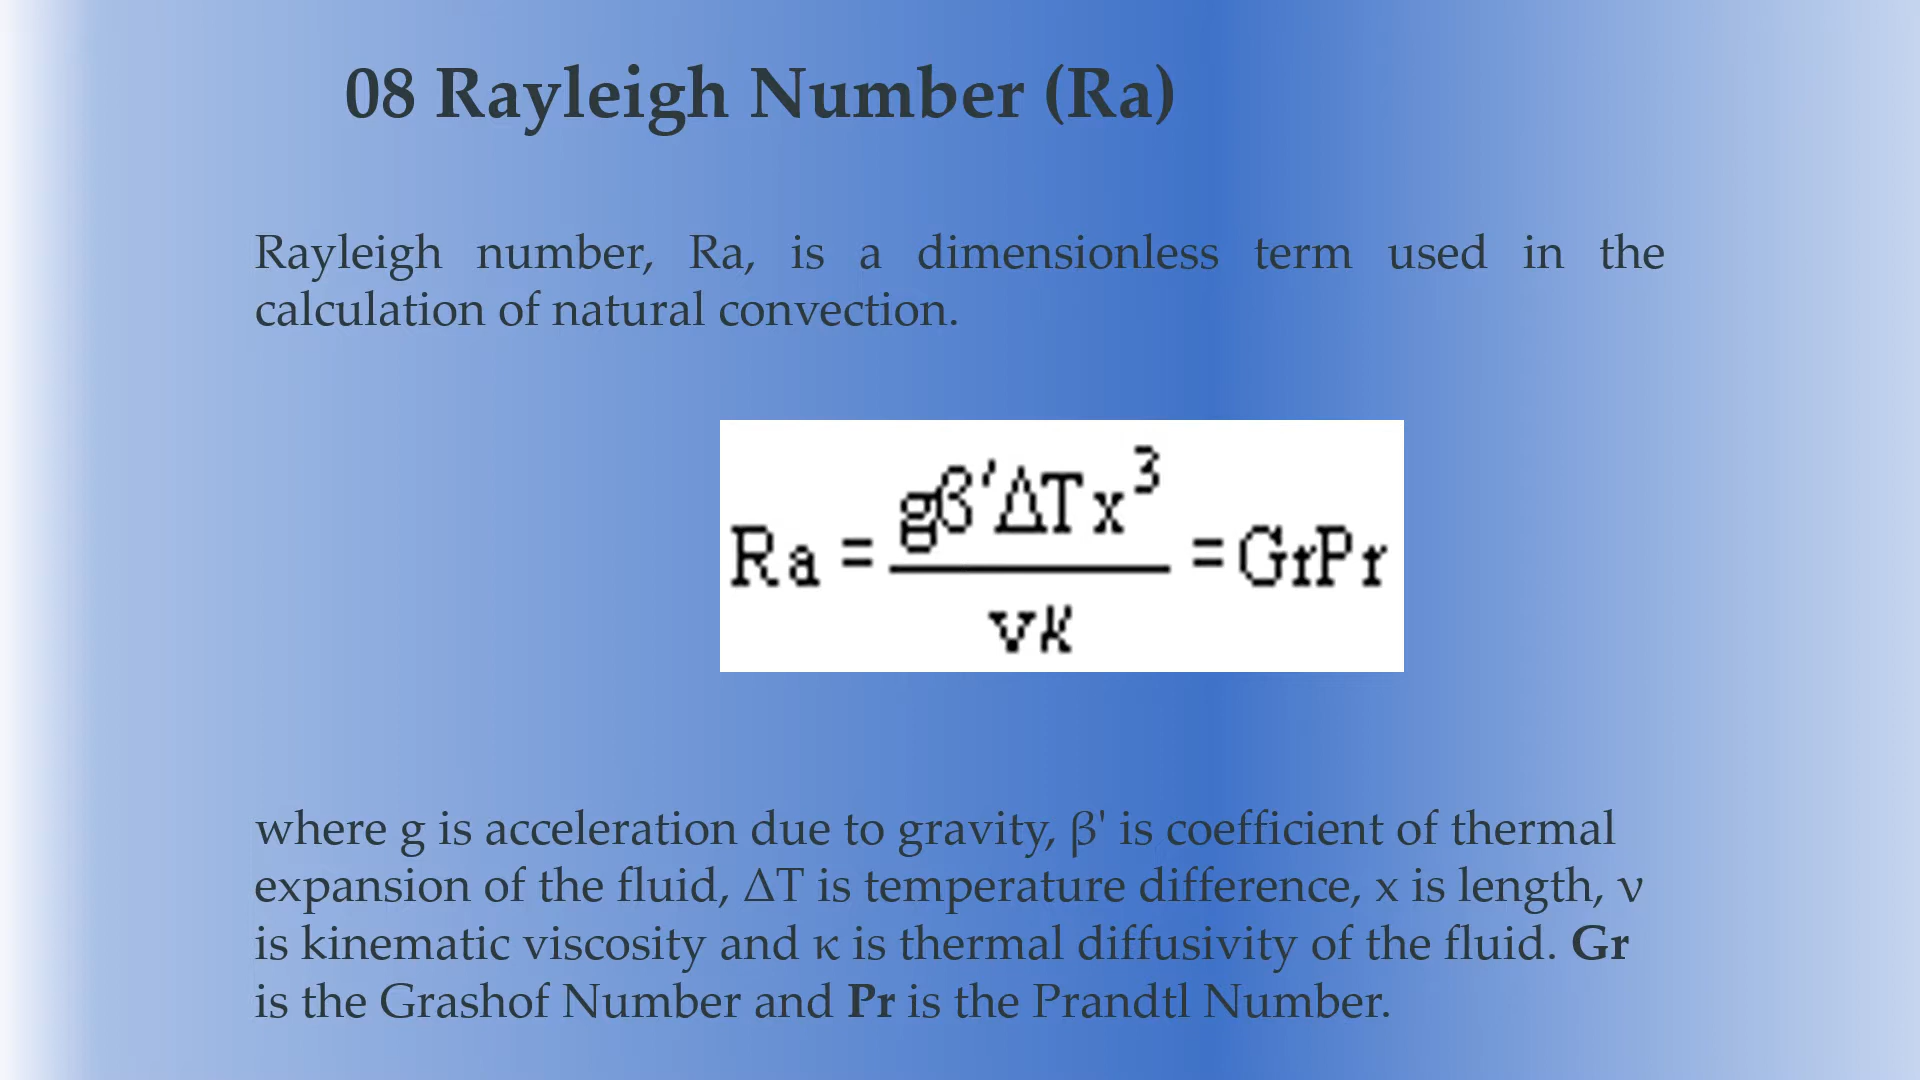 08 Rayleigh Number (Ra)
Rayleigh number, Ra, is a dimensionless term used in the
calculation of natural convection.
Ra = gβ'ΔTx³ / νκ = GrPr
where g is acceleration due to gravity, β' is coefficient of thermal
expansion of the fluid, ΔT is temperature difference, x is length, ν
is kinematic viscosity and κ is thermal diffusivity of the fluid. Gr
is the Grashof Number and Pr is the Prandtl Number.